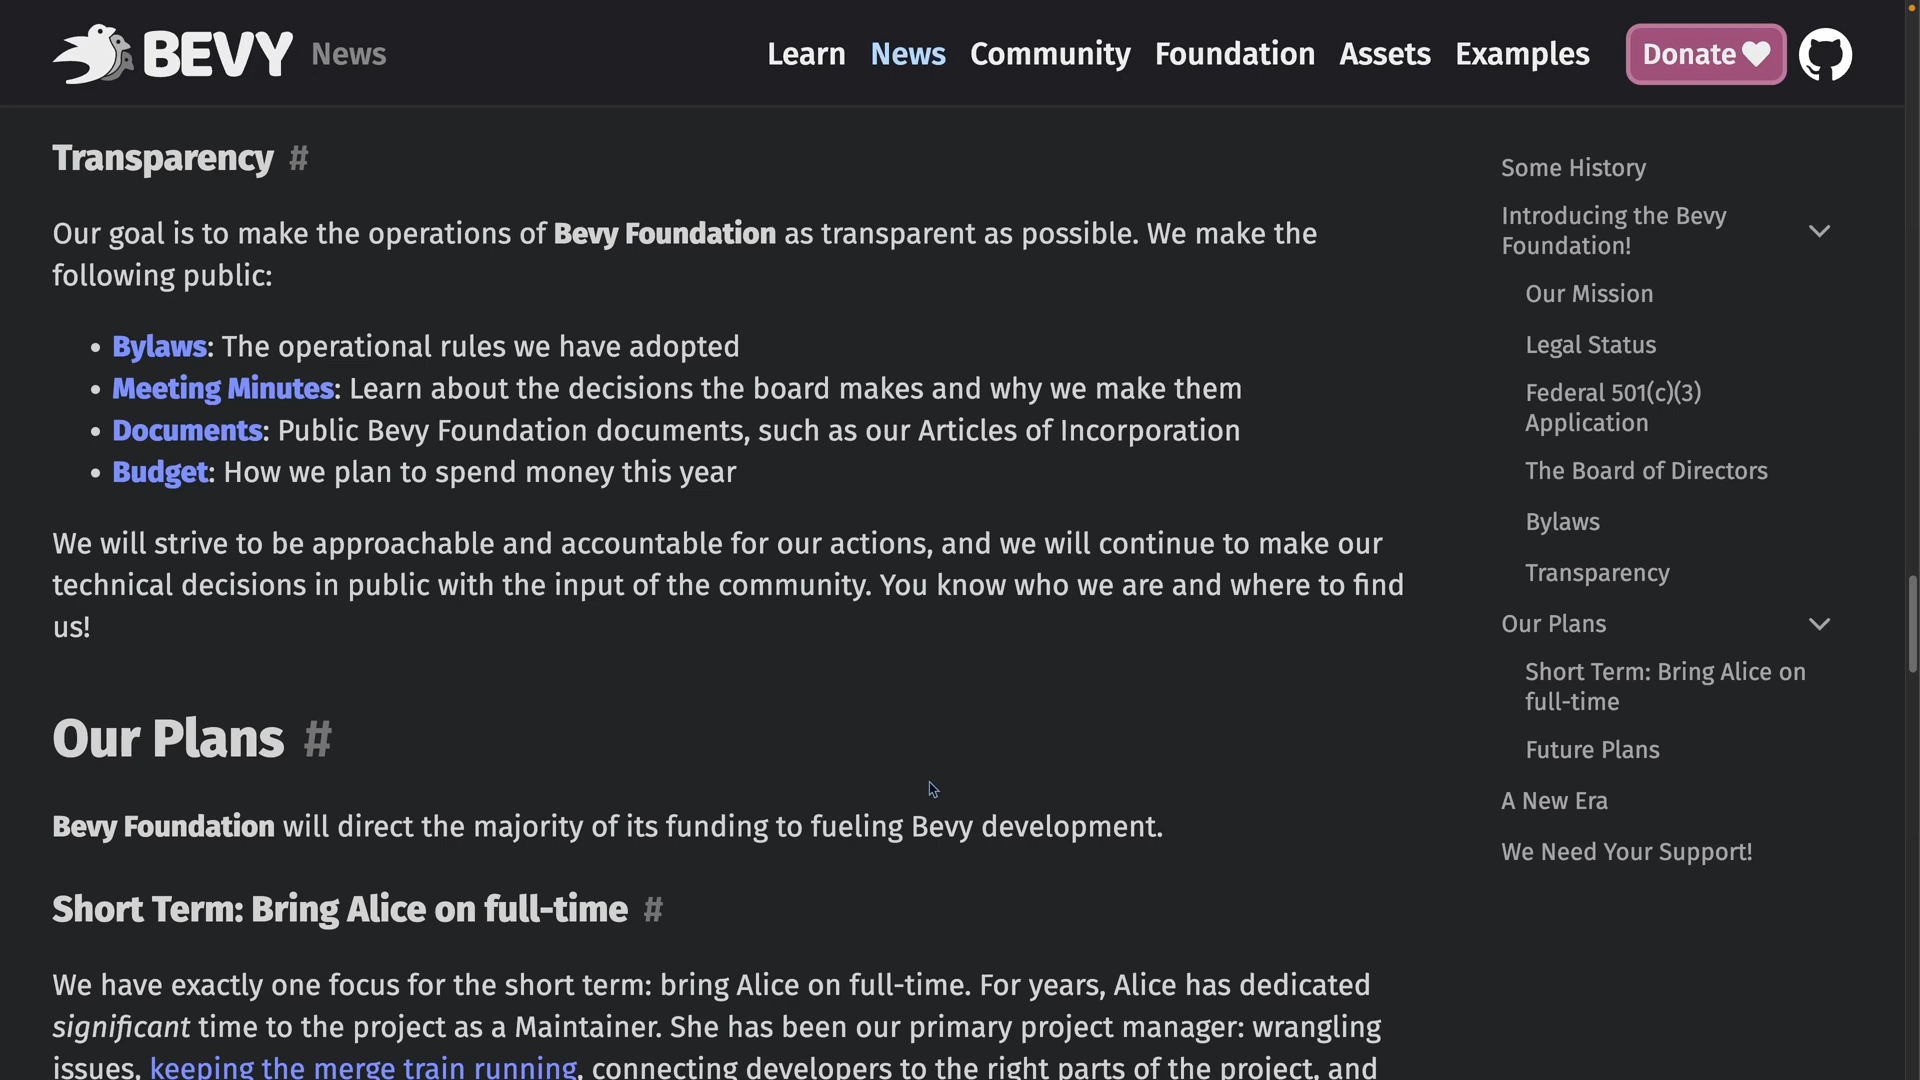 BEVY News
Learn News Community Foundation Assets Examples Donate
Transparency #
Our goal is to make the operations of Bevy Foundation as transparent as possible. We make the
following public:
• Bylaws: The operational rules we have adopted
• Meeting Minutes: Learn about the decisions the board makes and why we make them
• Documents: Public Bevy Foundation documents, such as our Articles of Incorporation
• Budget: How we plan to spend money this year
We will strive to be approachable and accountable for our actions, and we will continue to make our
technical decisions in public with the input of the community. You know who we are and where to find
us!
Our Plans #
Bevy Foundation will direct the majority of its funding to fueling Bevy development.
Short Term: Bring Alice on full-time #
We have exactly one focus for the short term: bring Alice on full-time. For years, Alice has dedicated
significant time to the project as a Maintainer. She has been our primary project manager: wrangling
issues, keeping the merge train running, connecting developers to the right parts of the project, and
Some History
Introducing the Bevy
Foundation!
Our Mission
Legal Status
Federal 501(c)(3)
Application
The Board of Directors
Bylaws
Transparency
Our Plans
Short Term: Bring Alice on
full-time
Future Plans
A New Era
We Need Your Support!